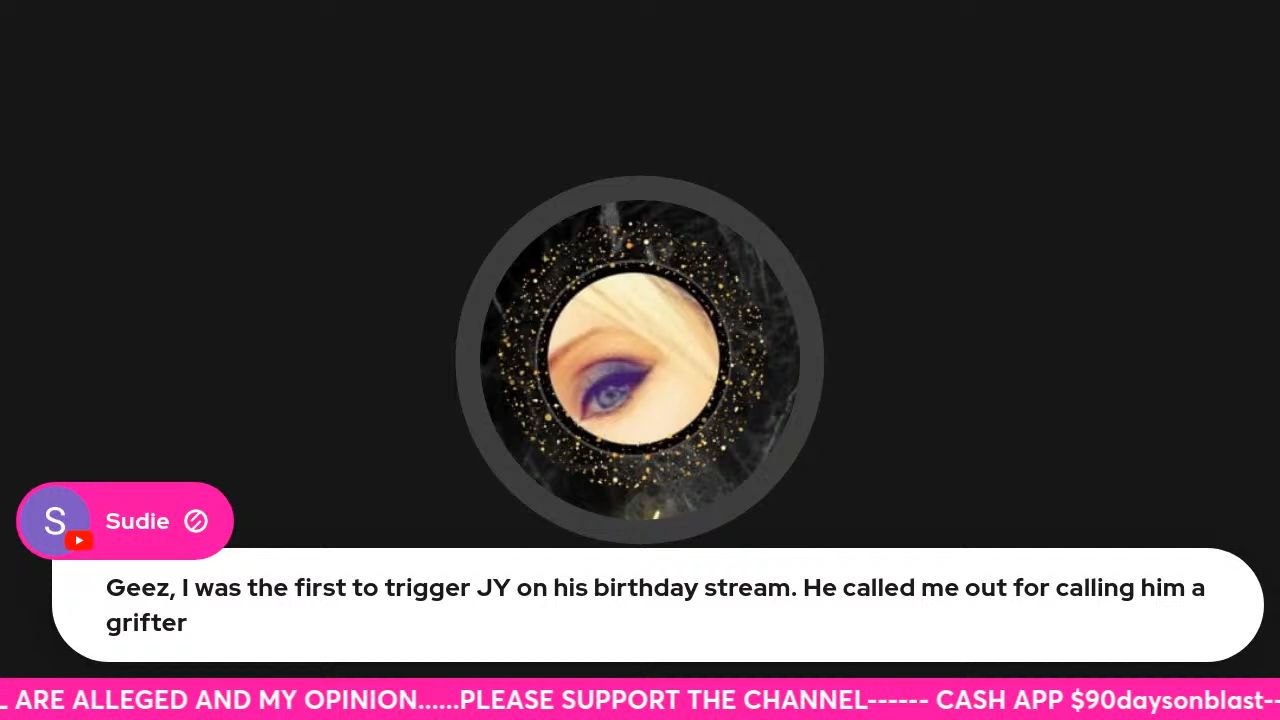 S
Sudie
Geez, I was the first to trigger JY on his birthday stream. He called me out for calling him a
grifter
ARE ALLEGED AND MY OPINION......PLEASE SUPPORT THE CHANNEL------ CASH APP $90daysonblast--